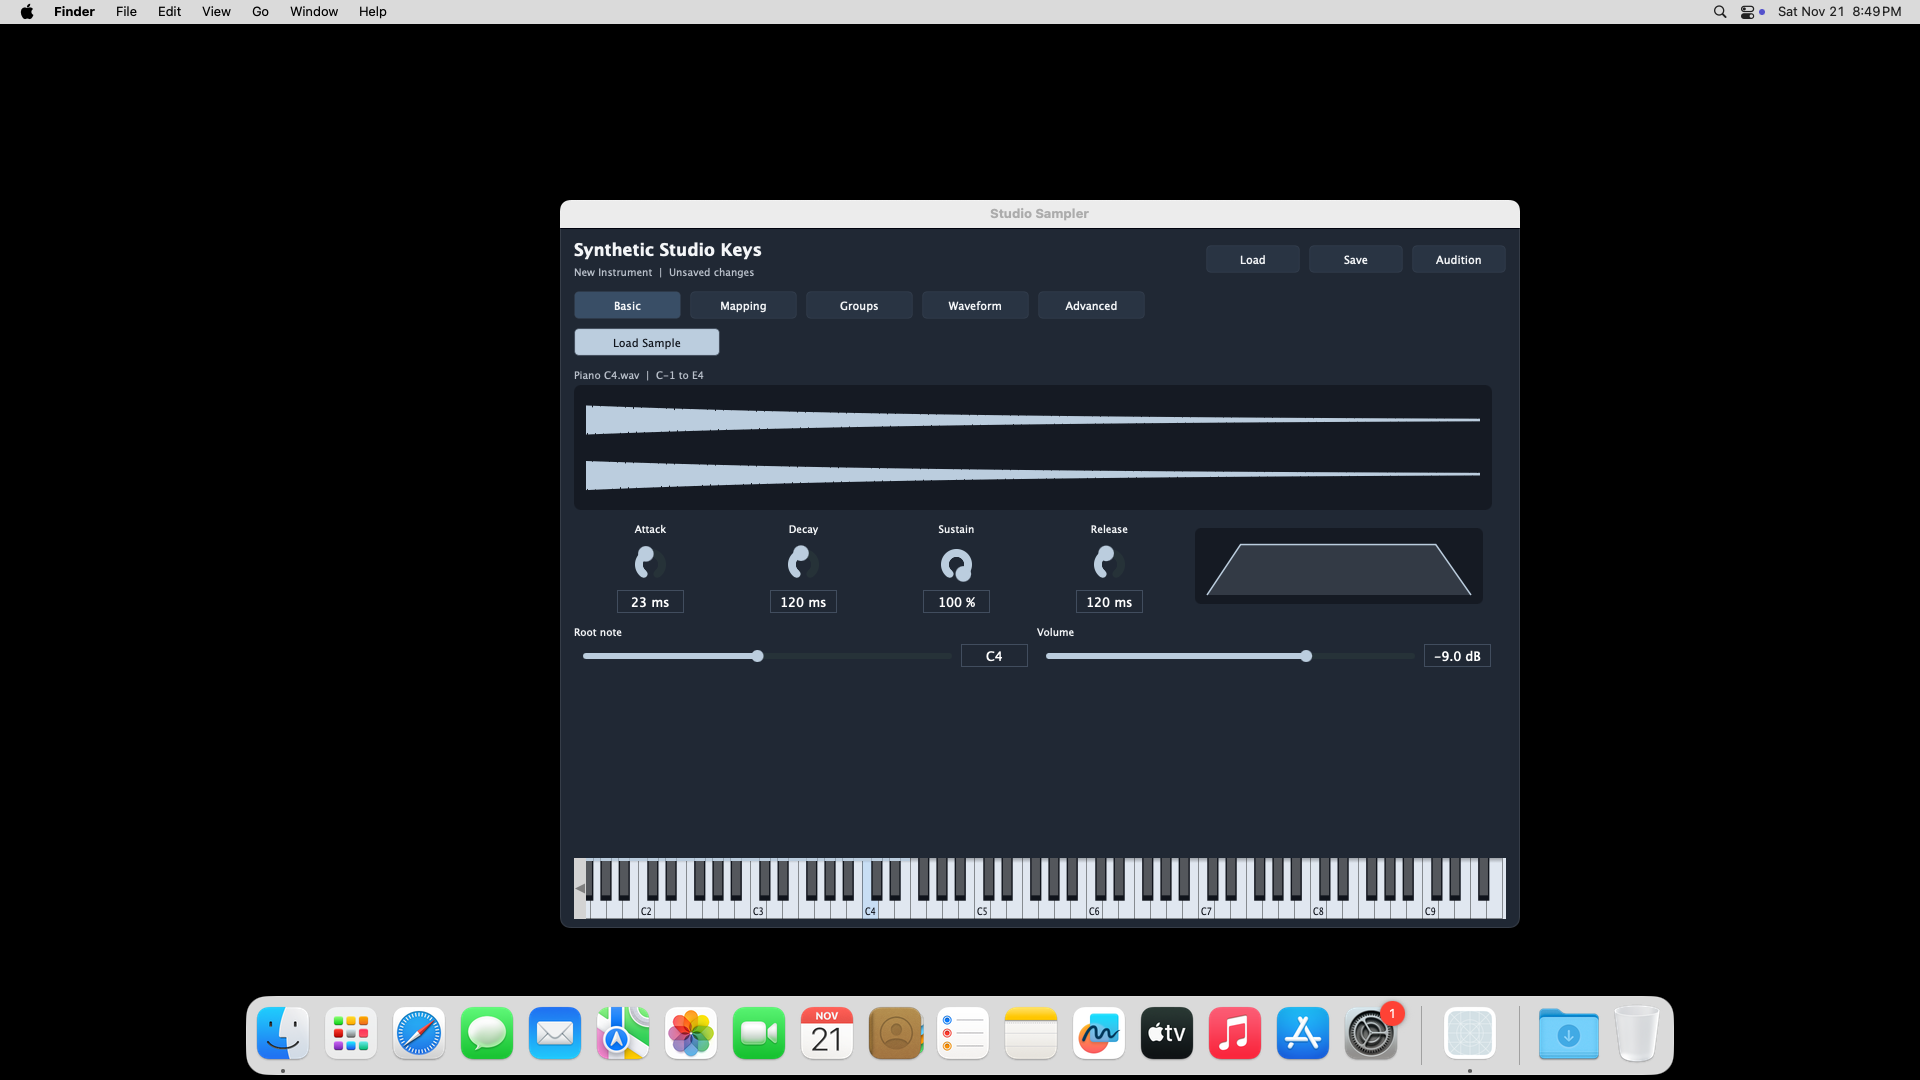 Finder File Edit View Go Window Help Sat Nov 21 8:49 PM
Studio Sampler
Synthetic Studio Keys
New Instrument | Unsaved changes
Load Save Audition
Basic Mapping Groups Waveform Advanced
Load Sample
Piano C4.wav | C-1 to E4
Attack Decay Sustain Release
23 ms 120 ms 100 % 120 ms
Root note Volume
C4 -9.0 dB
C2 C3 C4 C5 C6 C7 C8 C9
NOV
21
tv
1